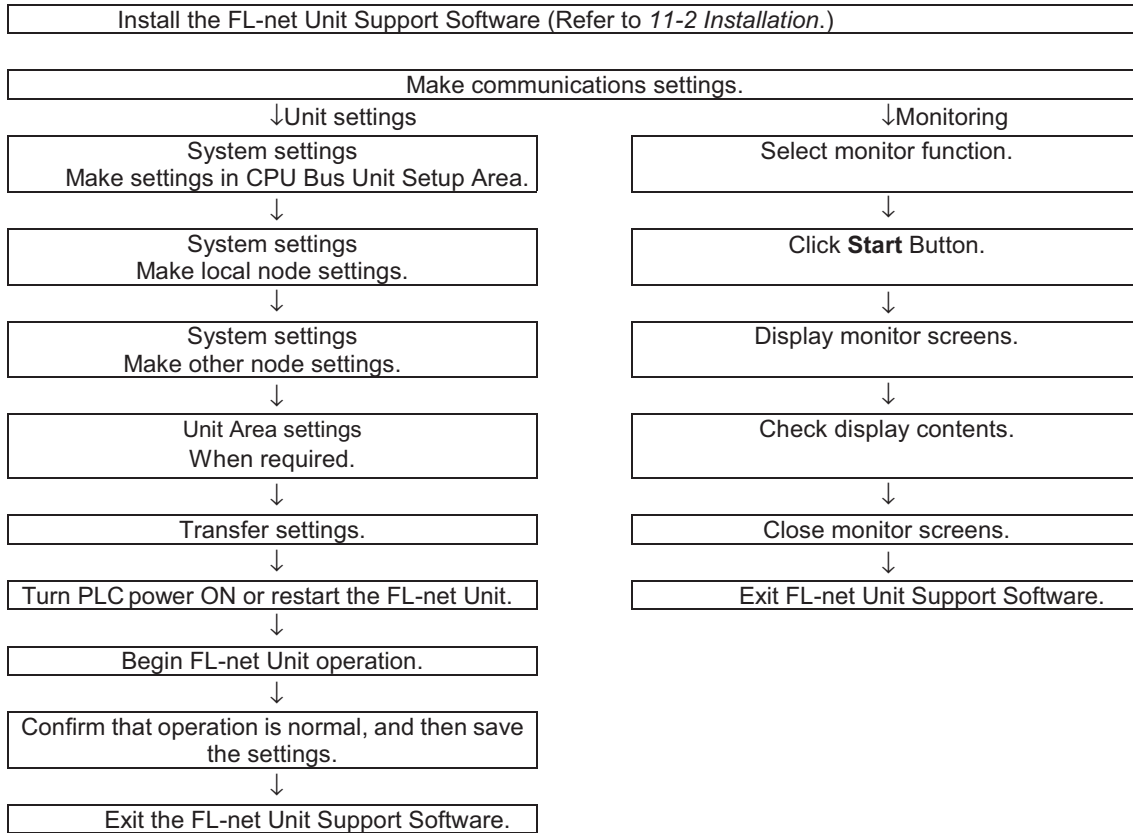 Install the FL-net Unit Support Software (Refer to 11-2 Installation.)
Make communications settings.
↓Unit settings
System settings
Make settings in CPU Bus Unit Setup Area.
↓
System settings
Make local node settings.
↓
System settings
Make other node settings.
↓
Unit Area settings
When required.
↓
Transfer settings.
↓
Turn PLC power ON or restart the FL-net Unit.
↓
Begin FL-net Unit operation.
↓
Confirm that operation is normal, and then save
the settings.
↓
Exit the FL-net Unit Support Software.
↓Monitoring
Select monitor function.
↓
Click Start Button.
↓
Display monitor screens.
↓
Check display contents.
↓
Close monitor screens.
↓
Exit FL-net Unit Support Software.